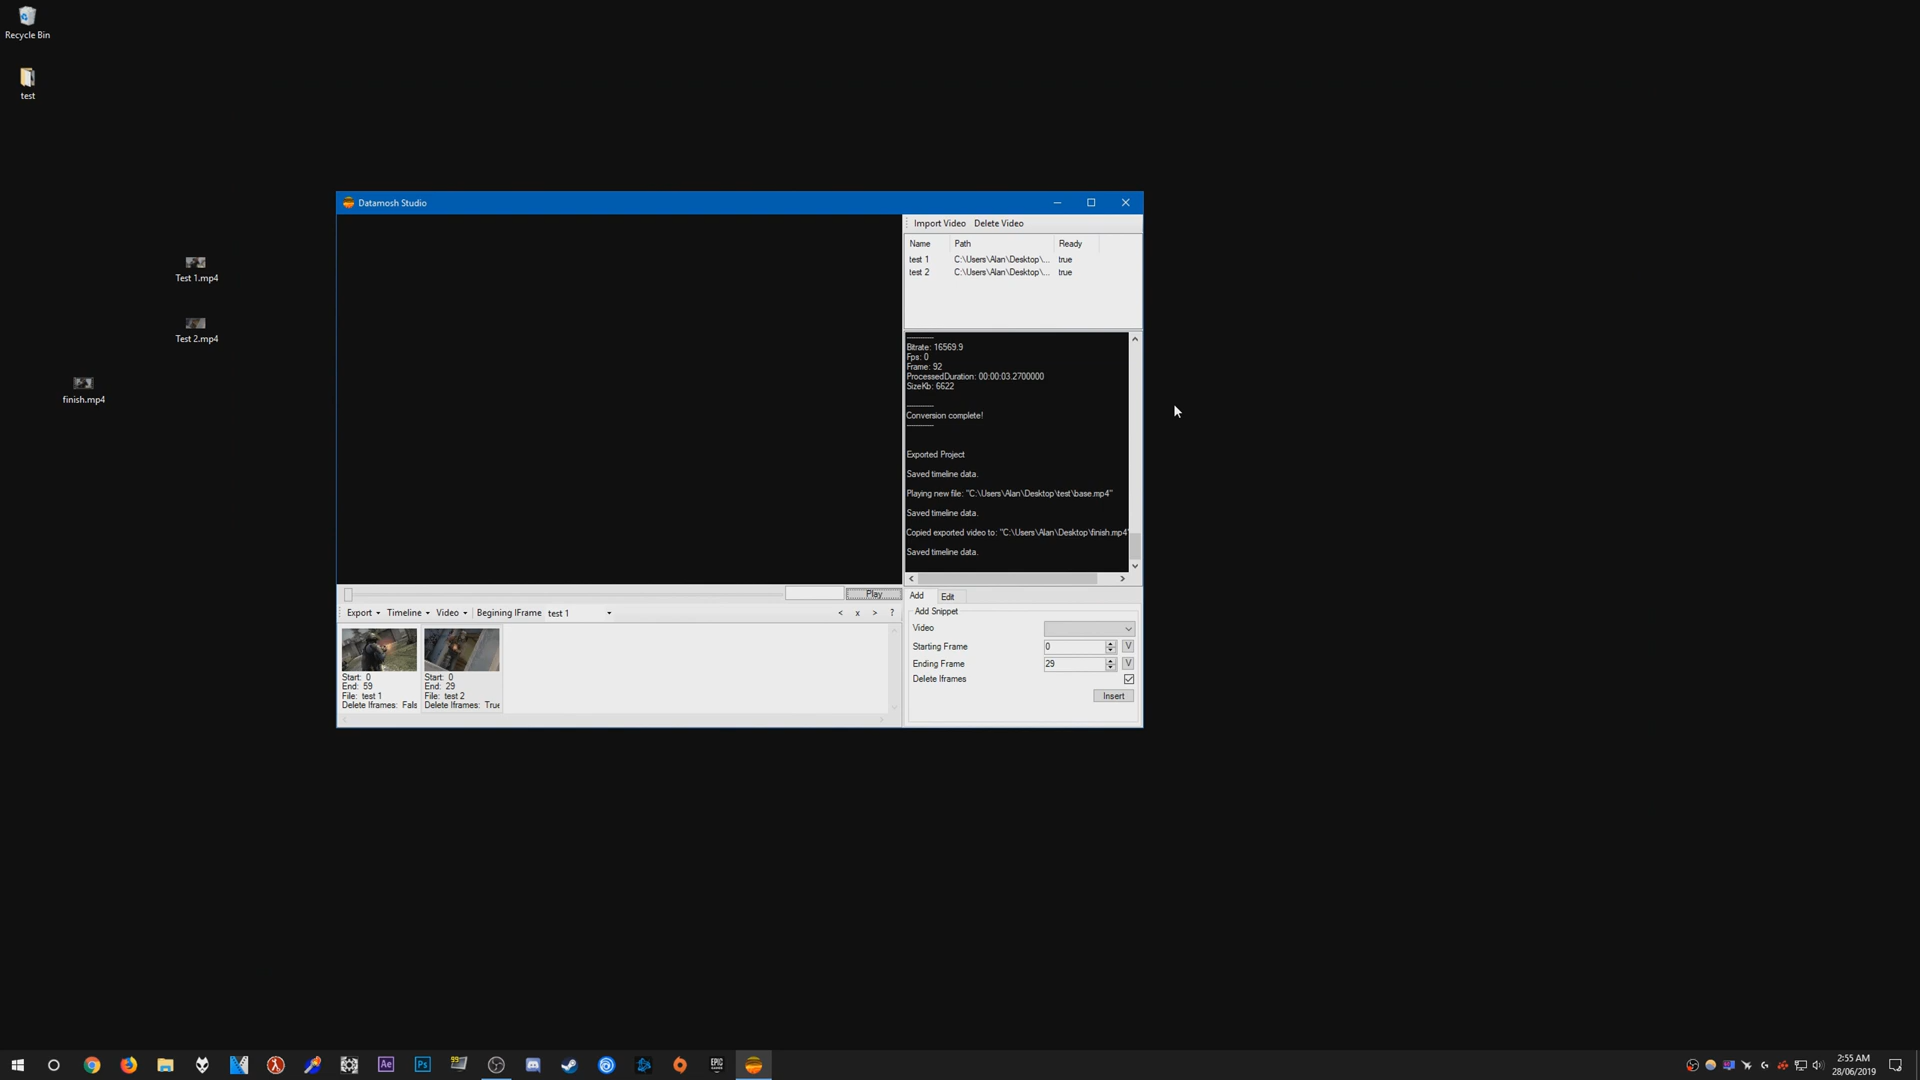 Recycle Bin
test
Test 1.mp4
Test 2.mp4
finish.mp4
Datamosh Studio
Import Video Delete Video
Name Path Ready
test 1 C:\Users\Alan\Desktop\... true
test 2 C:\Users\Alan\Desktop\... true
Bitrate: 16569.9
Fps: 0
Frame: 92
ProcessedDuration: 00:00:03.2700000
SizeKb: 6622
Conversion complete!
Exported Project
Saved timeline data.
Playing new file: "C:\Users\Alan\Desktop\test\base.mp4"
Saved timeline data.
Copied exported video to: "C:\Users\Alan\Desktop\finish.mp4"
Saved timeline data.
Play
Export Timeline Video Begining IFrame test 1 < x > ?
Start: 0
End: 59
File: test 1
Delete Iframes: Fals
Start: 0
End: 29
File: test 2
Delete Iframes: True
Add Edit
Add Snippet
Video
Starting Frame 0 V
Ending Frame 29 V
Delete Iframes
Insert
Ae
Ps
99
EPIC
2:55 AM
28/06/2019